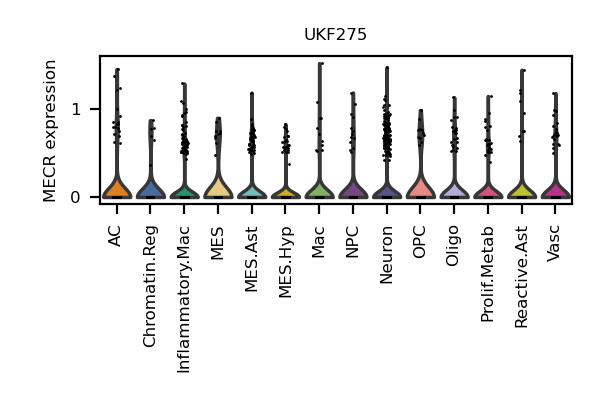 UKF275
MECR expression
1
0
AC
Chromatin.Reg
Inflammatory.Mac
MES
MES.Ast
MES.Hyp
Mac
NPC
Neuron
OPC
Oligo
Prolif.Metab
Reactive.Ast
Vasc